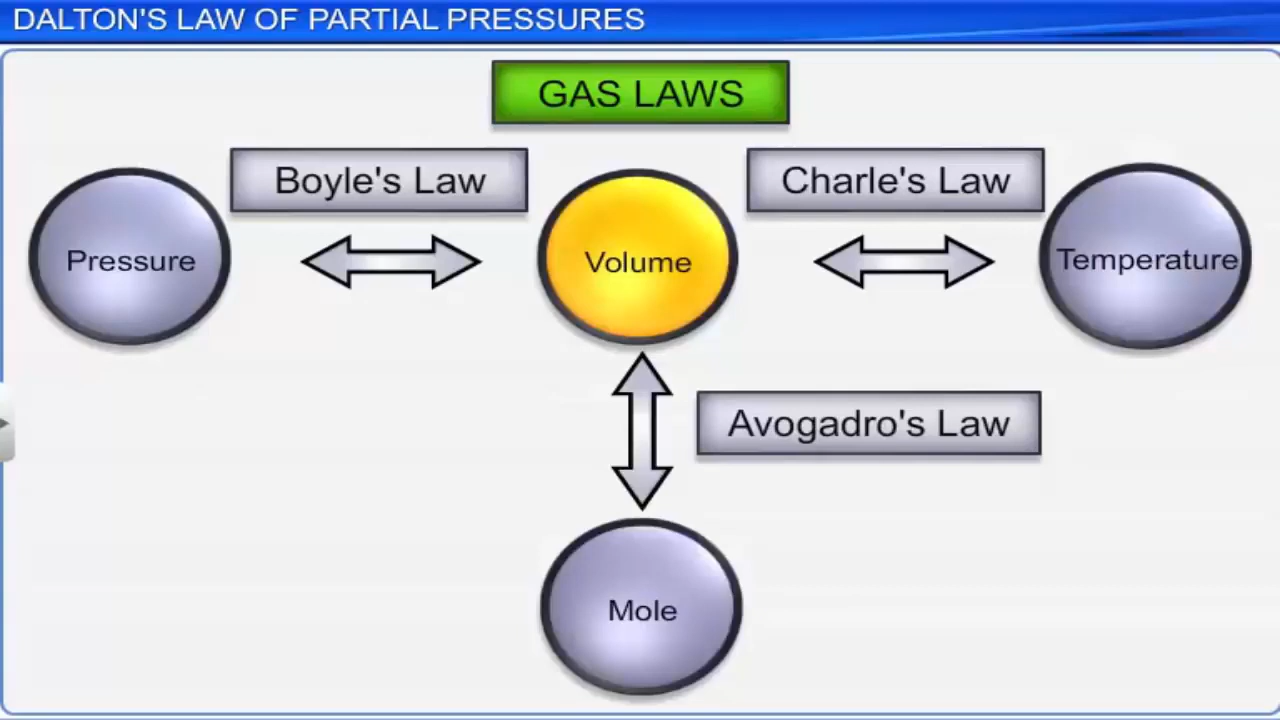 DALTON'S LAW OF PARTIAL PRESSURES
GAS LAWS
Boyle's Law
Charle's Law
Pressure
Volume
Temperature
Avogadro's Law
Mole